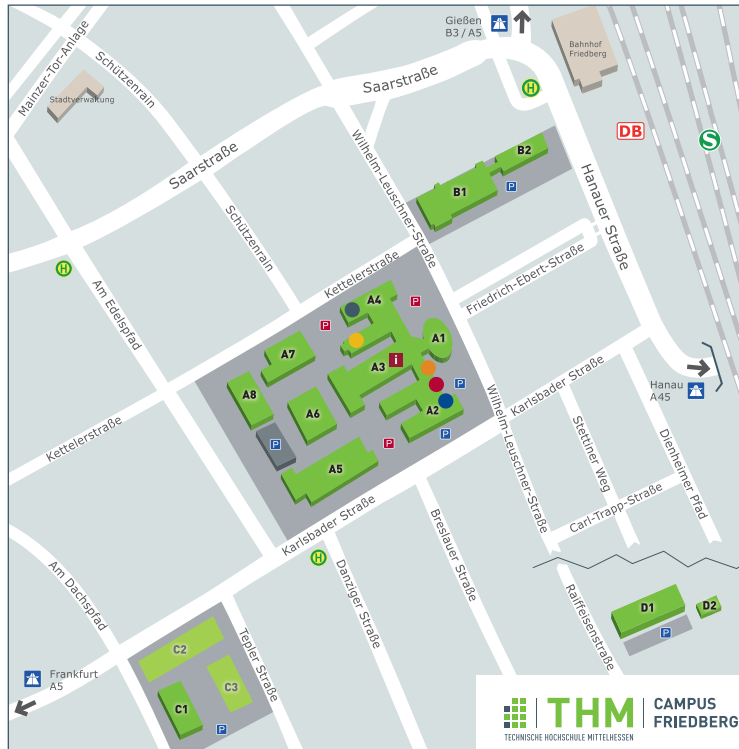 Gießen
B3 / A5
Bahnhof
Friedberg
Mainzer-Tor-Anlage
Schützenrain
Stadtverwaltung
Saarstraße
H
DB
S
Saarstraße
Wilhelm-Leuschner-Straße
B2
B1
P
Hanauer Straße
Schützenrain
H
Am Edelspfad
Kettelerstraße
Friedrich-Ebert-Straße
A4
P
P
A1
A7
A3
i
A8
A6
A2
P
P
P
P
A5
Kettelerstraße
Karlsbader Straße
Hanau
A45
Wilhelm-Leuschner-Straße
Stettiner Weg
Dienheimer Pfad
Carl-Trapp-Straße
Karlsbader Straße
H
Breslauer Straße
Danziger Straße
Am Dachspfad
Tepler Straße
Raiffeisenstraße
D1
D2
P
C2
C3
C1
P
Frankfurt
A5
THM
CAMPUS
FRIEDBERG
TECHNISCHE HOCHSCHULE MITTELHESSEN